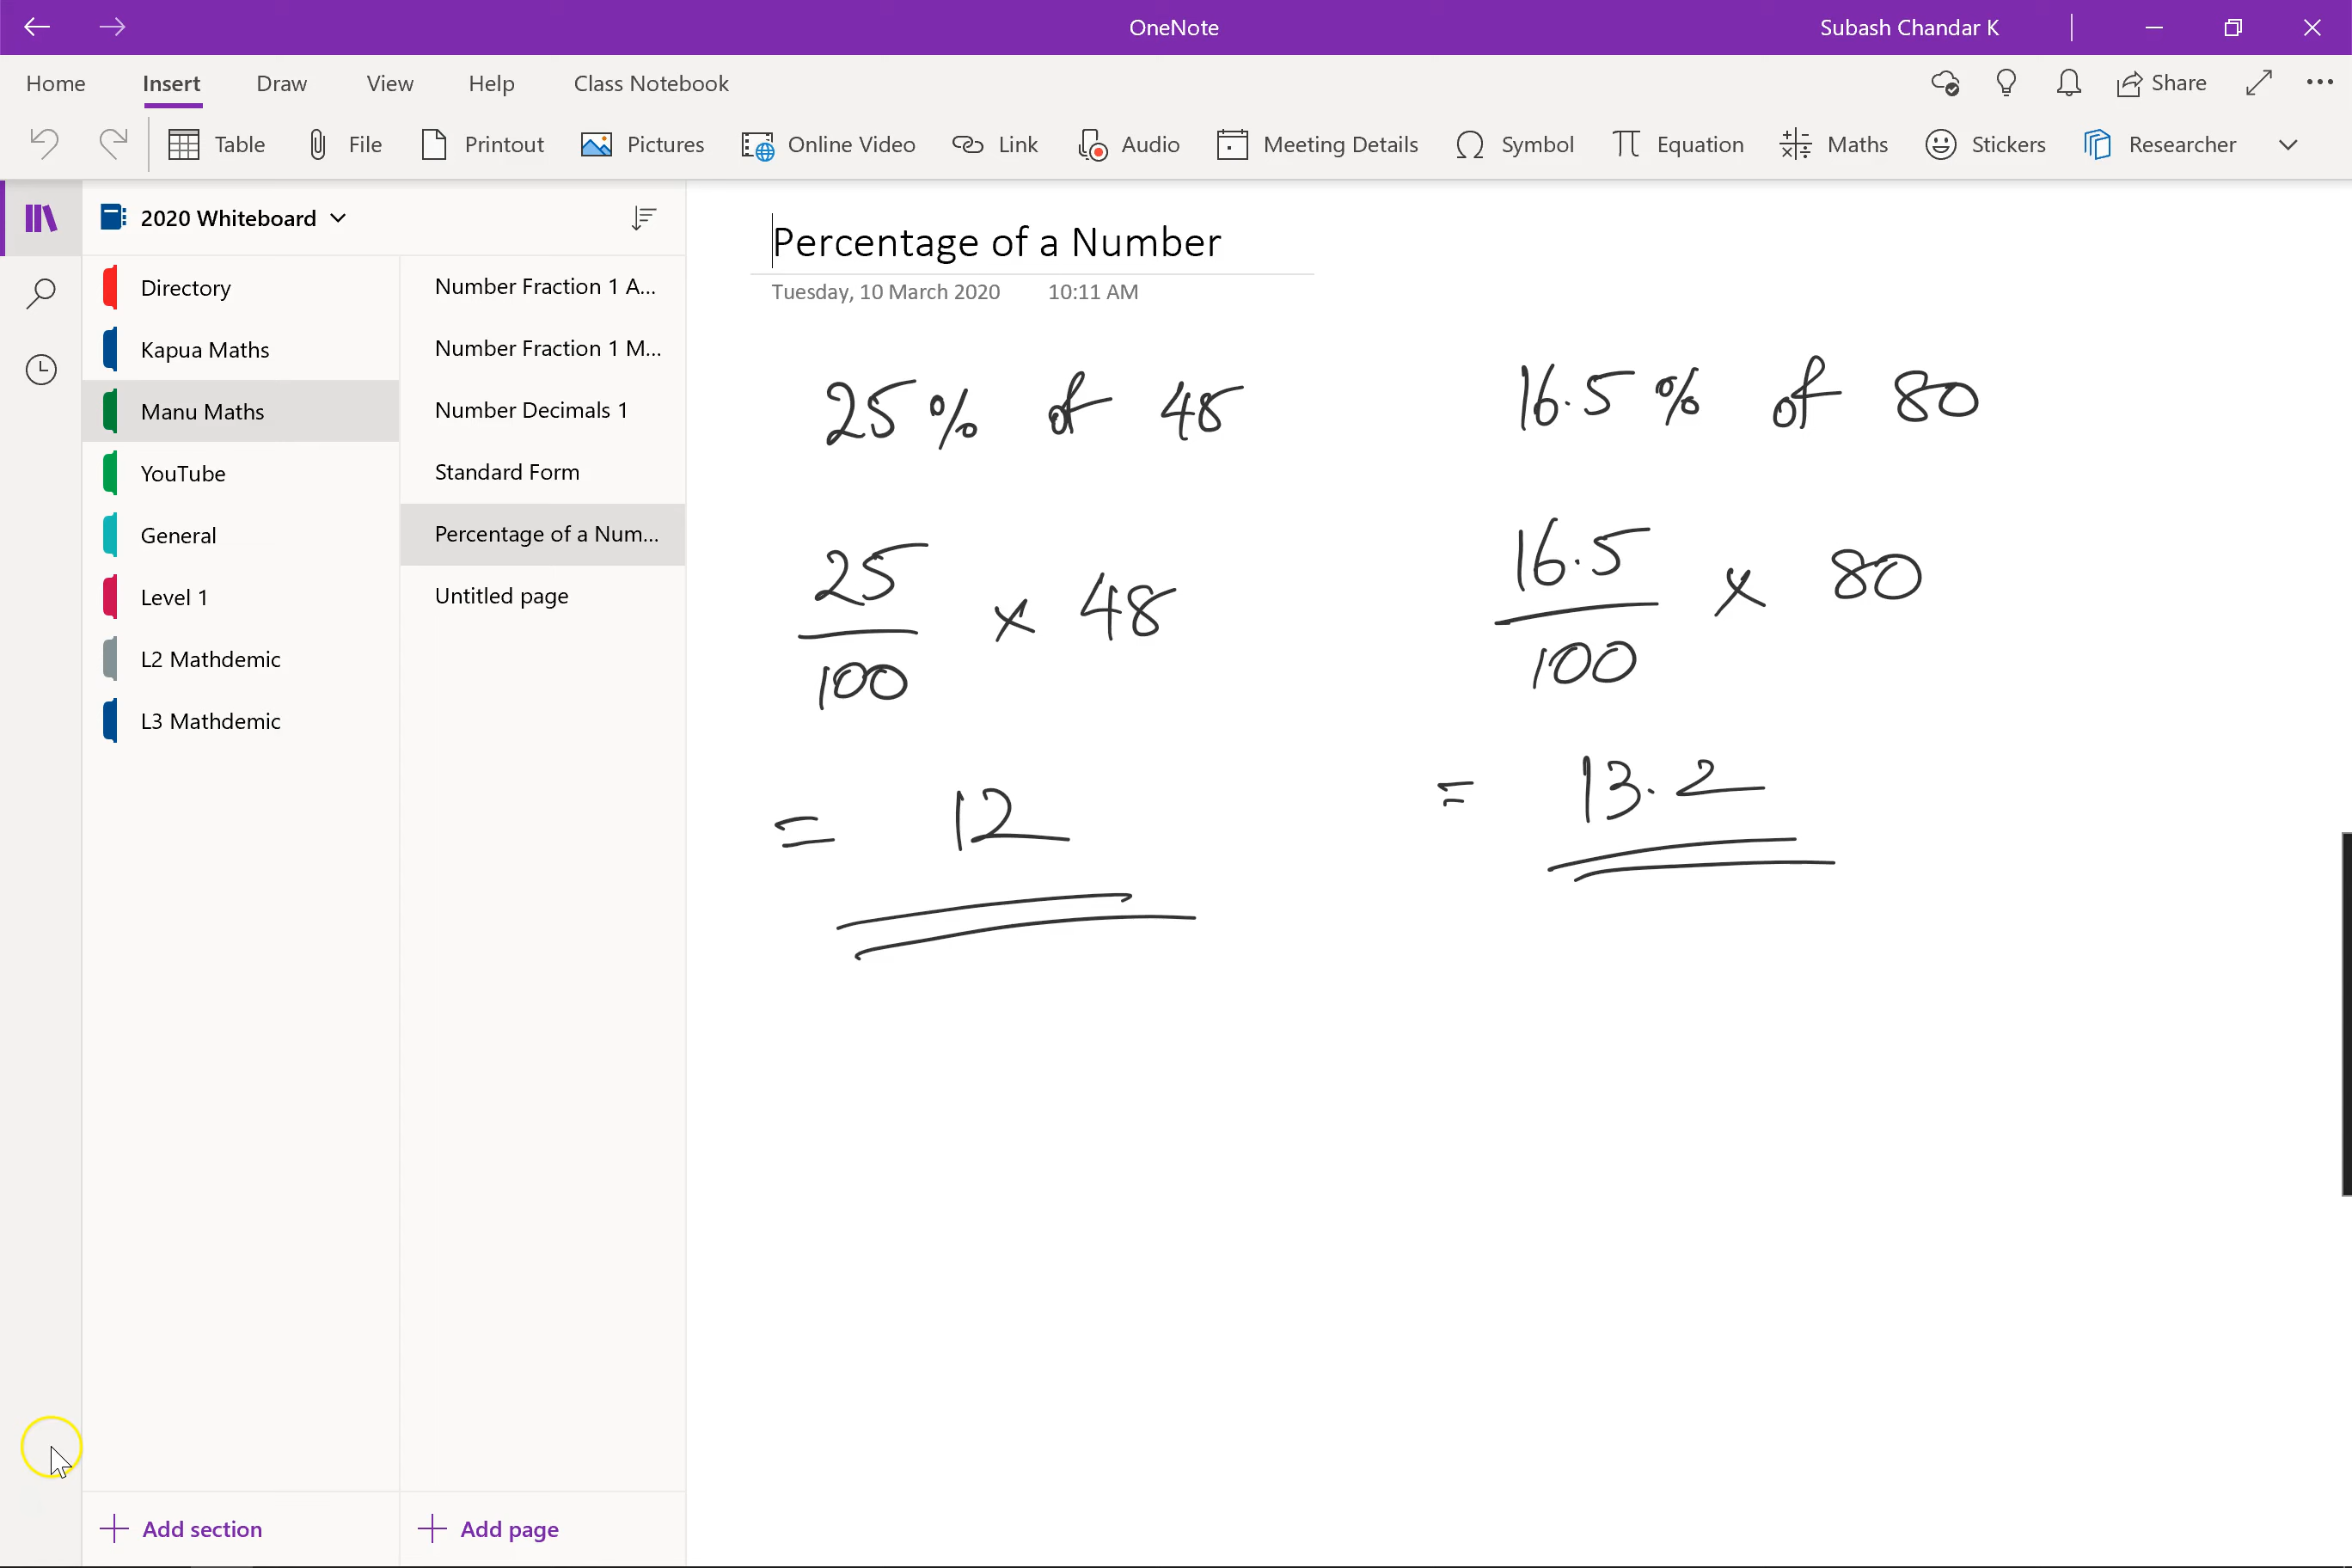 OneNote
Subash Chandar K
Home Insert Draw View Help Class Notebook
Share
Table File Printout Pictures Online Video Link Audio Meeting Details Symbol Equation Maths Stickers Researcher
2020 Whiteboard
Directory
Kapua Maths
Manu Maths
YouTube
General
Level 1
L2 Mathdemic
L3 Mathdemic
Add section
Number Fraction 1 A...
Number Fraction 1 M...
Number Decimals 1
Standard Form
Percentage of a Num...
Untitled page
Add page
Percentage of a Number
Tuesday, 10 March 2020 10:11 AM
25% of 48
25/100 × 48
= 12
16.5% of 80
16.5/100 × 80
= 13.2